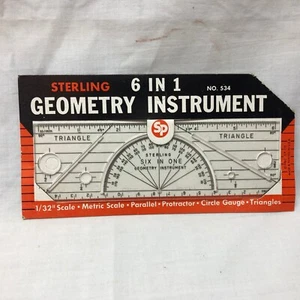 STERLING 6 IN 1 NO. 534
GEOMETRY INSTRUMENT
SP
TRIANGLE
TRIANGLE
STERLING
SIX IN ONE
GEOMETRY INSTRUMENT
1/32" Scale • Metric Scale • Parallel • Protractor • Circle Gauge • Triangles